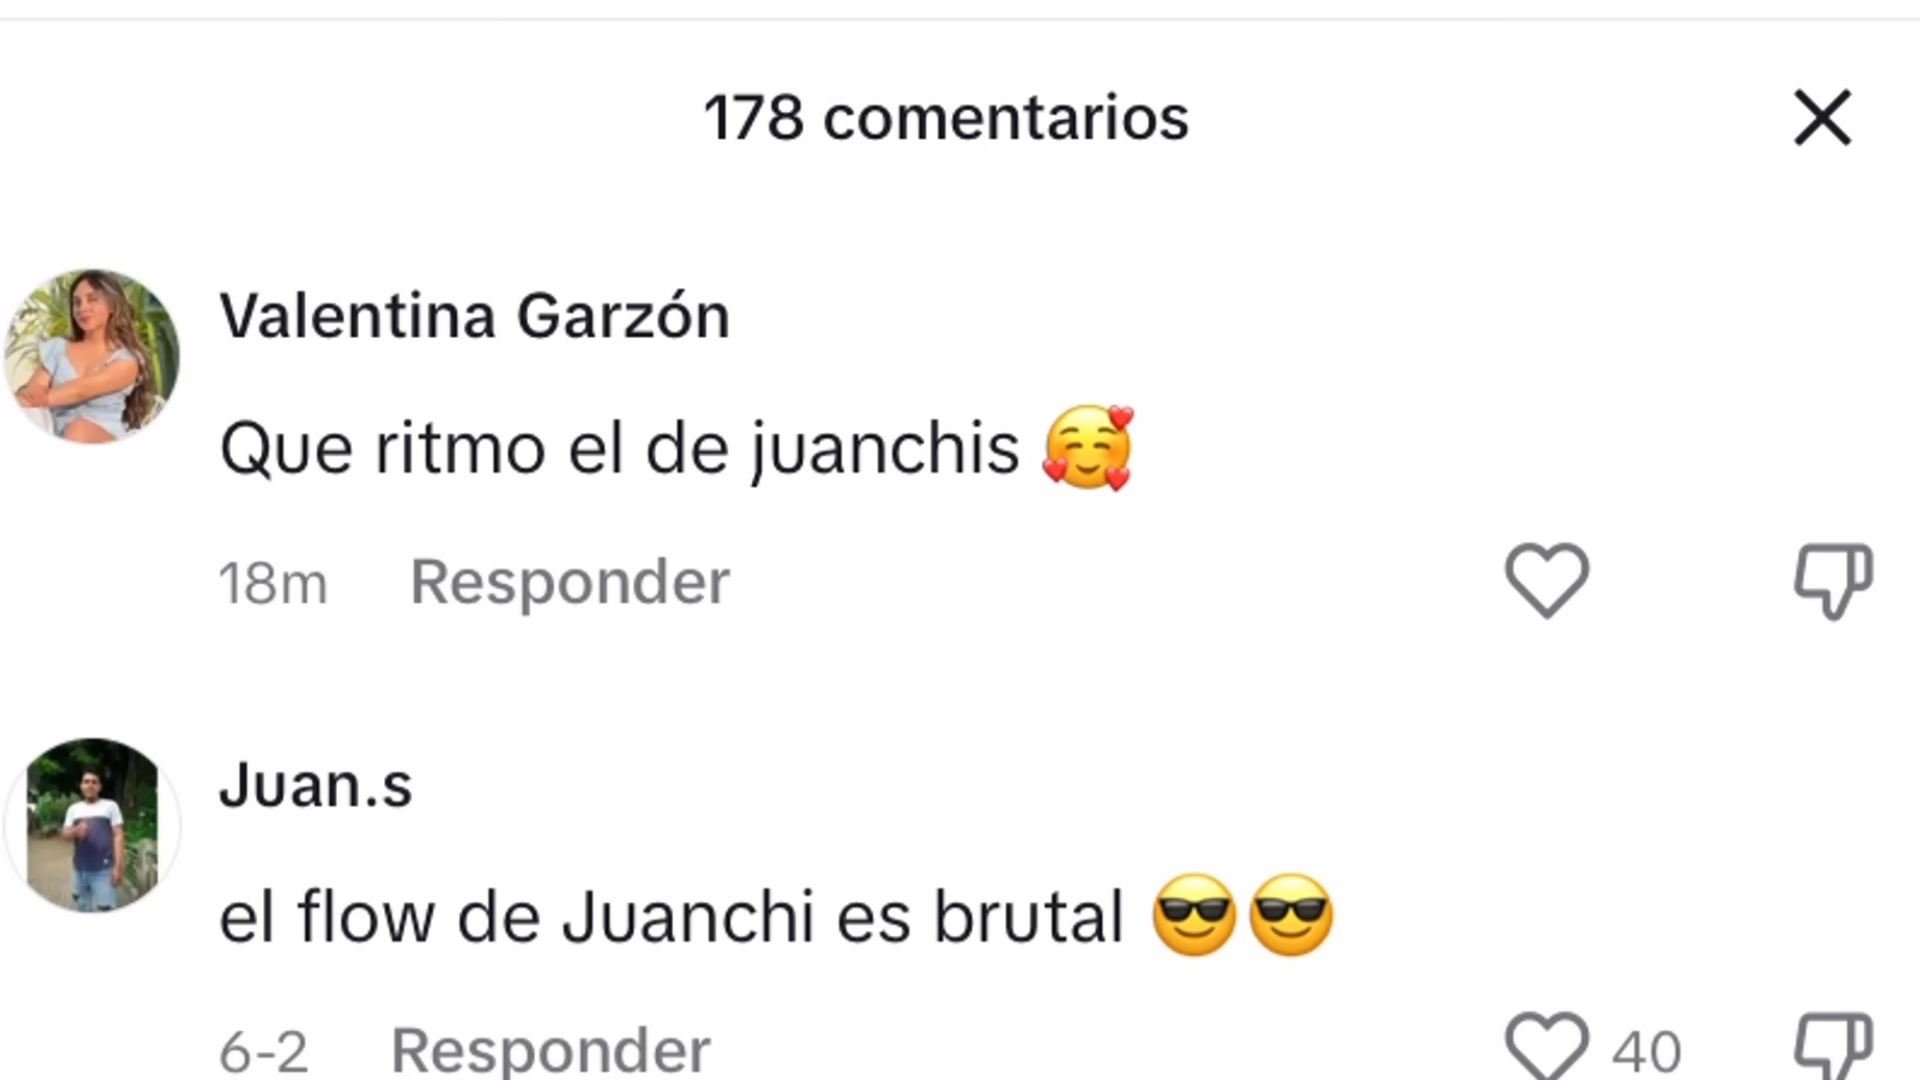 178 comentarios
Valentina Garzón
Que ritmo el de juanchis 🥰
18m Responder
Juan.s
el flow de Juanchi es brutal 😎😎
6-2 Responder 40